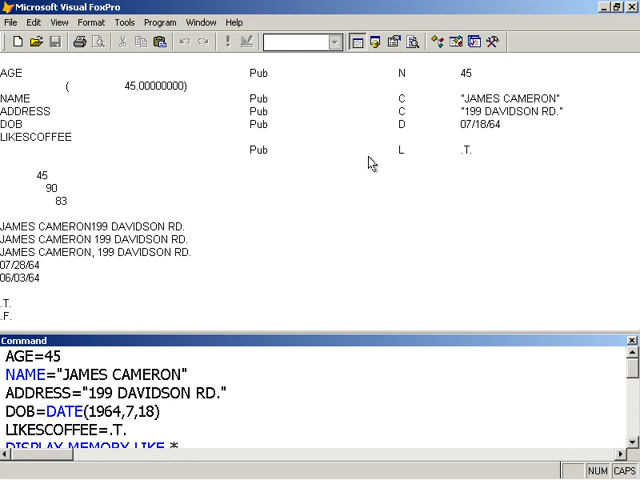 Microsoft Visual FoxPro
File Edit View Format Tools Program Window Help
AGE Pub N 45
( 45.00000000)
NAME Pub C "JAMES CAMERON"
ADDRESS Pub C "199 DAVIDSON RD."
DOB Pub D 07/18/64
LIKESCOFFEE
Pub L .T.
45
90
83
JAMES CAMERON199 DAVIDSON RD.
JAMES CAMERON 199 DAVIDSON RD.
JAMES CAMERON, 199 DAVIDSON RD.
07/28/64
06/03/64
.T.
.F.
Command
AGE=45
NAME="JAMES CAMERON"
ADDRESS="199 DAVIDSON RD."
DOB=DATE(1964,7,18)
LIKESCOFFEE=.T.
DISPLAY MEMORY LIKE *
NUM CAPS